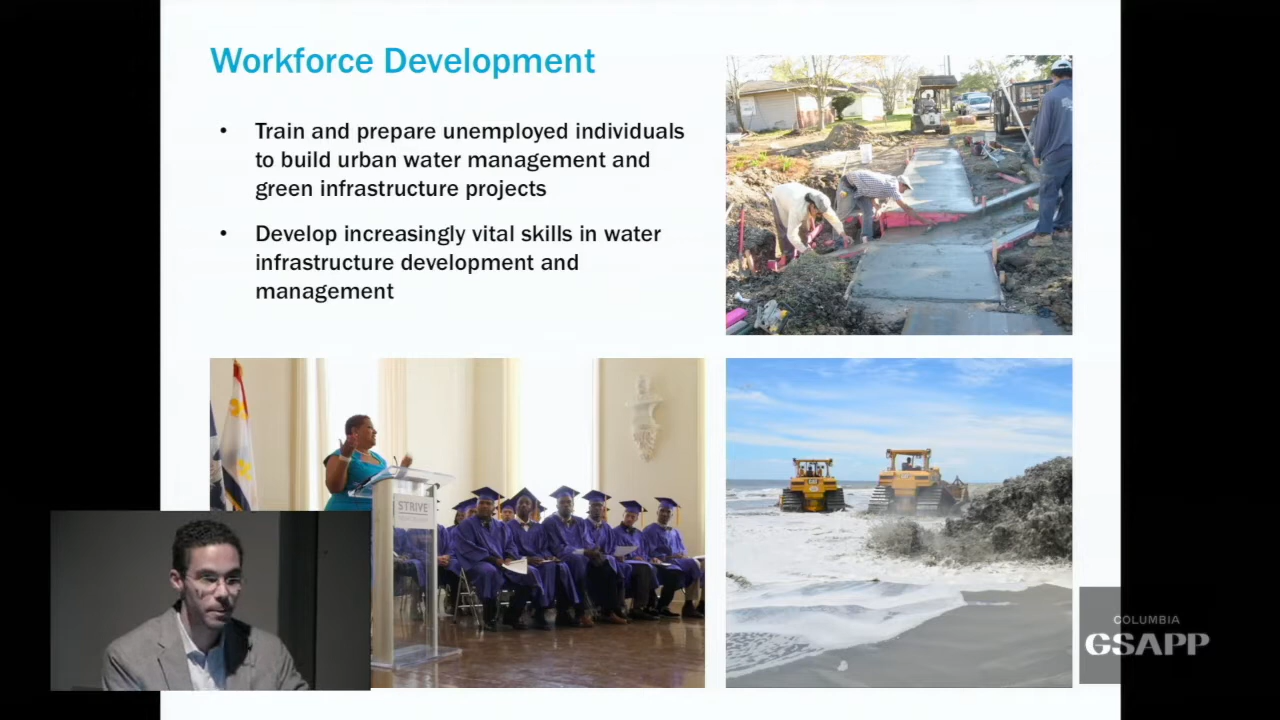 Workforce Development
• Train and prepare unemployed individuals
to build urban water management and
green infrastructure projects
• Develop increasingly vital skills in water
infrastructure development and
management
STRIVE
COLUMBIA
GSAPP